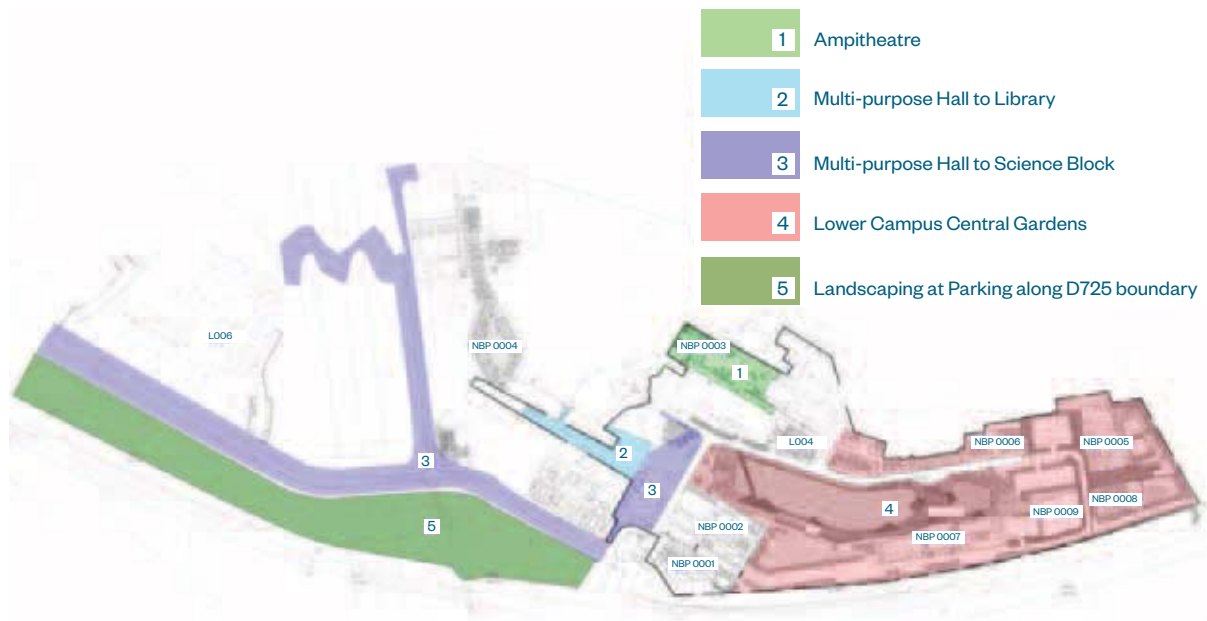 1 Ampitheatre
2 Multi-purpose Hall to Library
3 Multi-purpose Hall to Science Block
4 Lower Campus Central Gardens
5 Landscaping at Parking along D725 boundary
L006
NBP 0004
NBP 0003
1
L004
NBP 0006
NBP 0005
2
3
3
NBP 0008
4
NBP 0009
5
NBP 0002
NBP 0007
NBP 0001